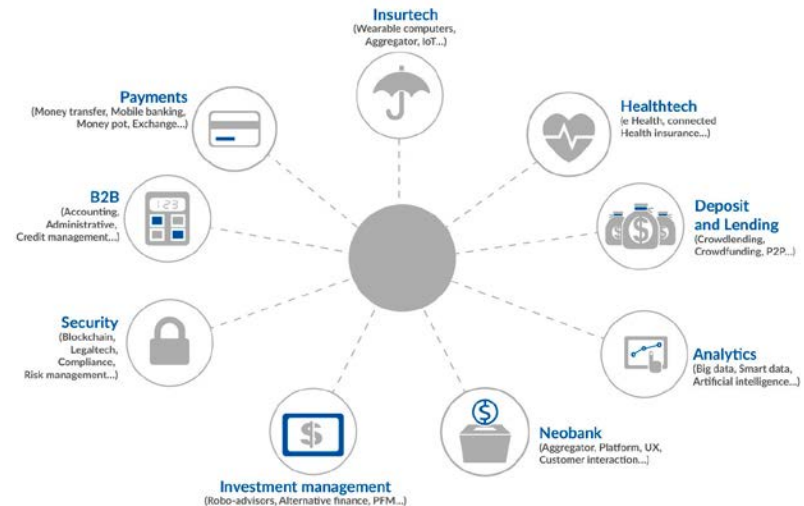 Insurtech
(Wearable computers,
Aggregator, IoT...)
Payments
(Money transfer, Mobile banking,
Money pot, Exchange...)
Healthtech
(e Health, connected
Health insurance...)
B2B
(Accounting,
Administrative,
Credit management...)
123
Deposit
and Lending
(Crowdlending,
Crowdfunding, P2P...)
$ $ $
Security
(Blockchain,
Legaltech,
Compliance,
Risk management...)
Analytics
(Big data, Smart data,
Artificial intelligence...)
$
Investment management
(Robo-advisors, Alternative finance, PFM...)
$
Neobank
(Aggregator, Platform, UX,
Customer interaction...)